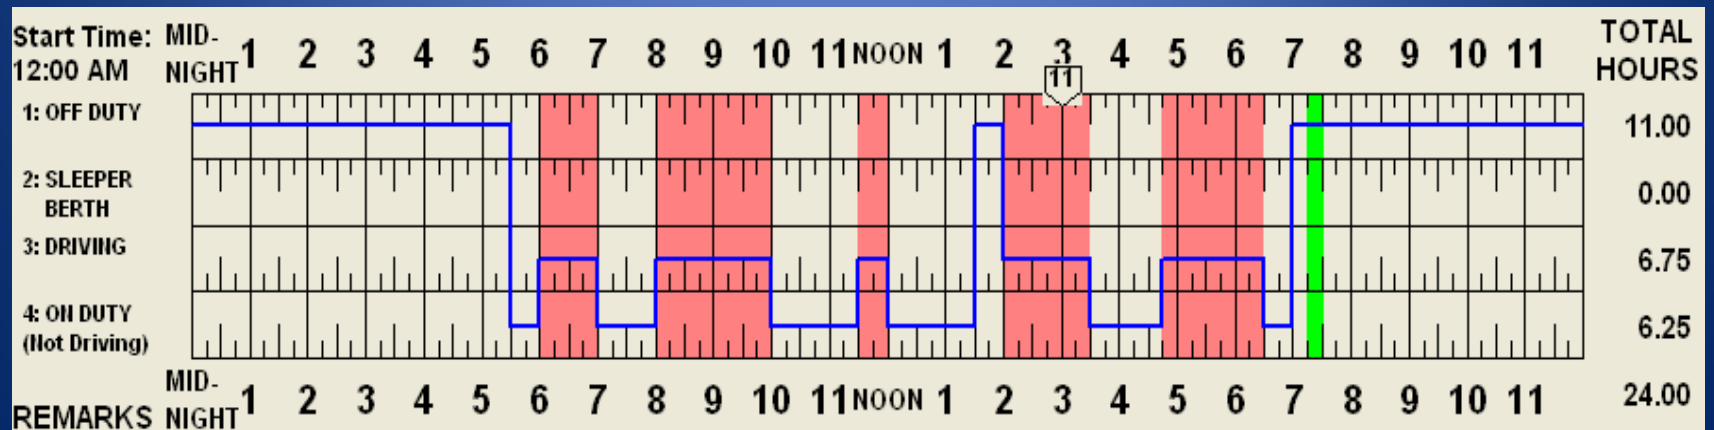 Start Time: MID- TOTAL
12:00 AM NIGHT 1 2 3 4 5 6 7 8 9 10 11 NOON 1 2 3 4 5 6 7 8 9 10 11 HOURS
11
1: OFF DUTY 11.00
2: SLEEPER
BERTH 0.00
3: DRIVING 6.75
4: ON DUTY
(Not Driving) 6.25
MID-
REMARKS NIGHT 1 2 3 4 5 6 7 8 9 10 11 NOON 1 2 3 4 5 6 7 8 9 10 11 24.00